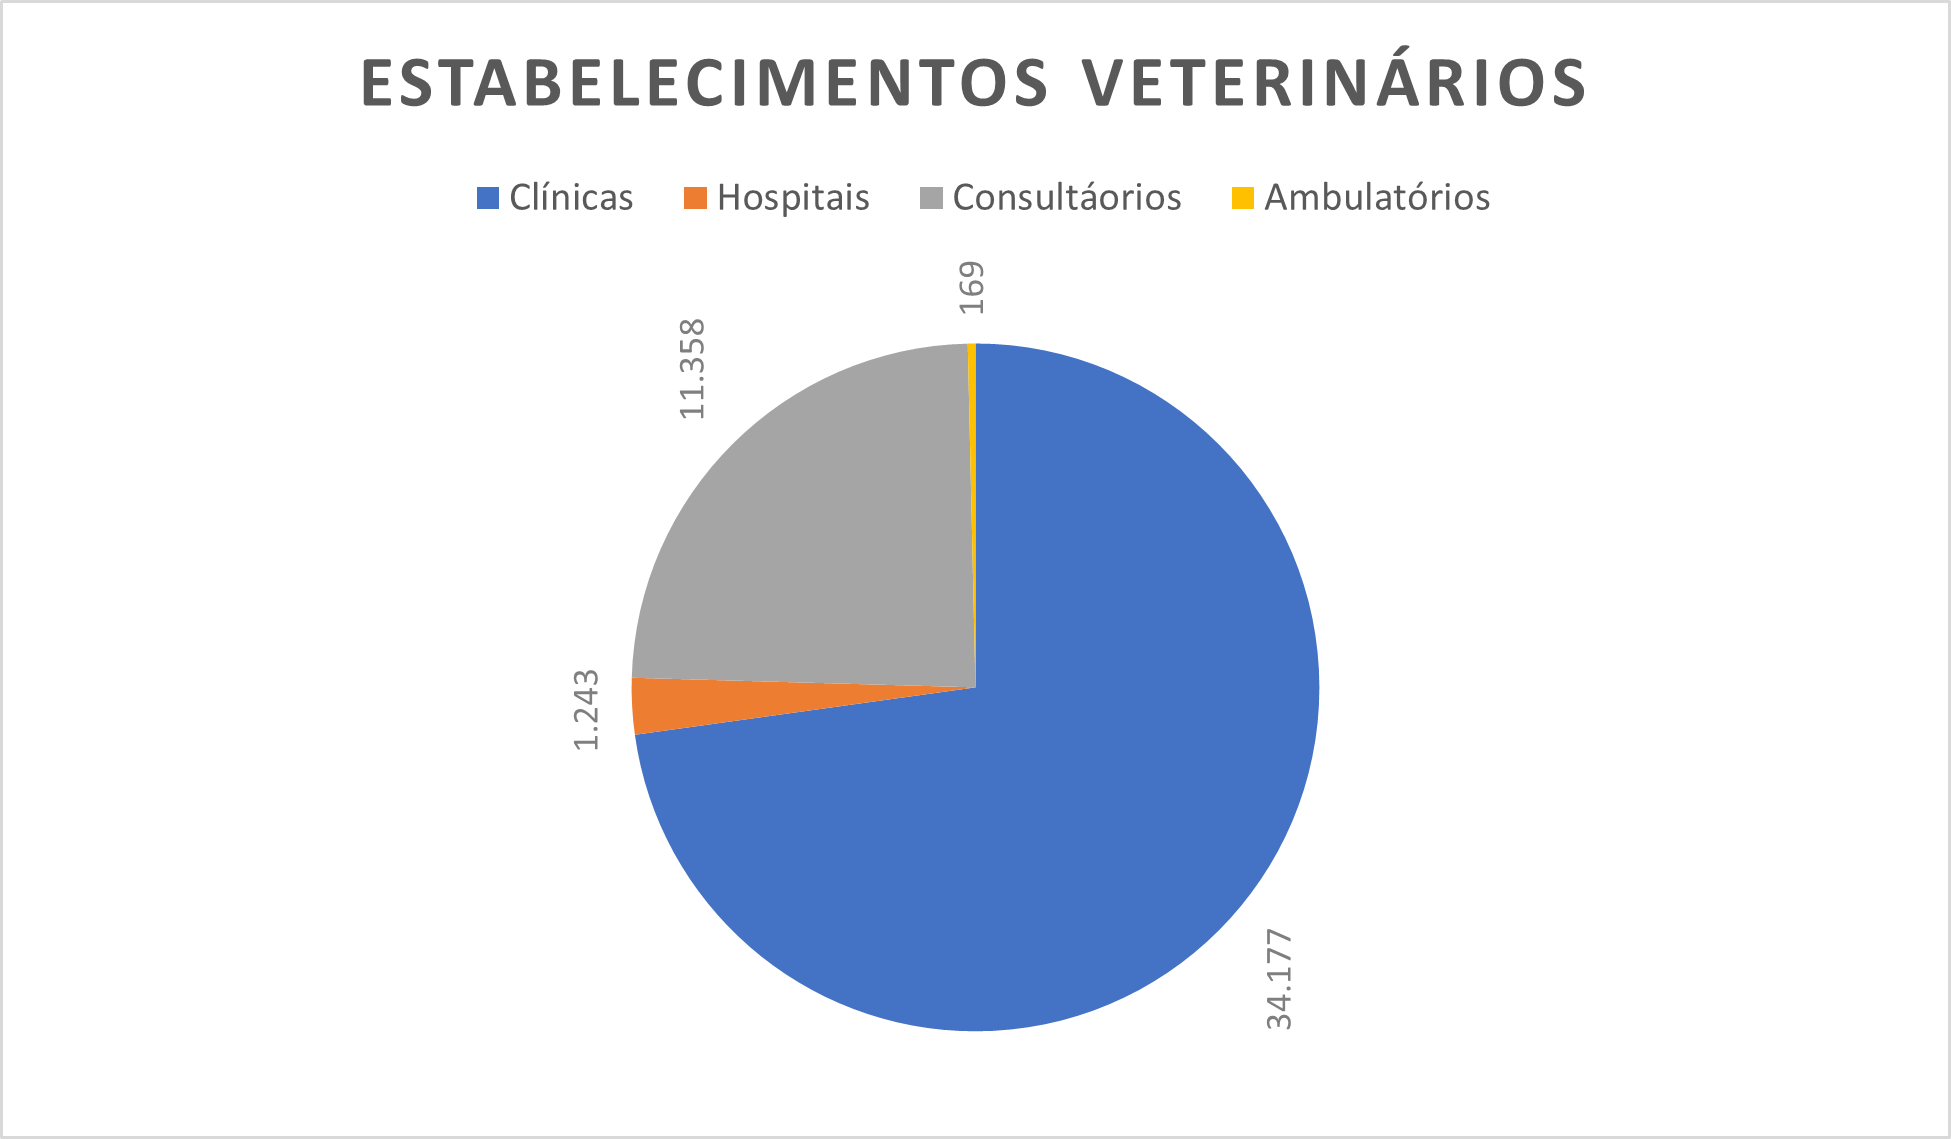 ESTABELECIMENTOS VETERINÁRIOS
Clínicas Hospitais Consultáorios Ambulatórios
169
11.358
1.243
34.177